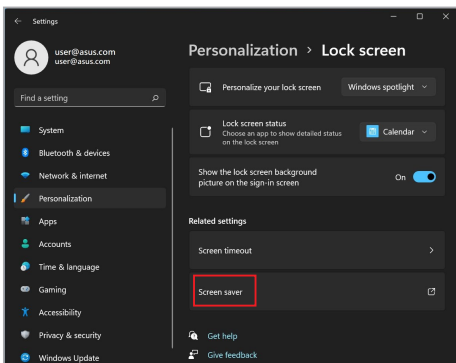 Settings
user@asus.com
user@asus.com
Find a setting
System
Bluetooth & devices
Network & internet
Personalization
Apps
Accounts
Time & language
Gaming
Accessibility
Privacy & security
Windows Update
Personalization > Lock screen
Personalize your lock screen
Windows spotlight
Lock screen status
Choose an app to show detailed status
on the lock screen
Calendar
Show the lock screen background
picture on the sign-in screen
On
Related settings
Screen timeout
Screen saver
Get help
Give feedback